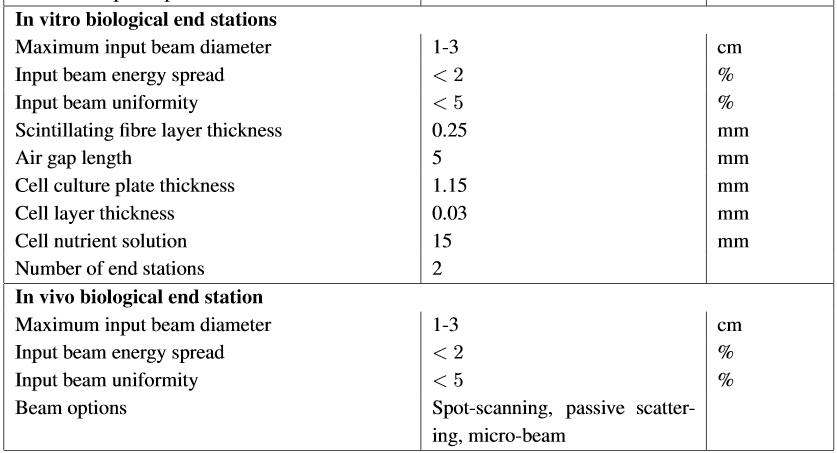 In vitro biological end stations
Maximum input beam diameter 1-3 cm
Input beam energy spread < 2 %
Input beam uniformity < 5 %
Scintillating fibre layer thickness 0.25 mm
Air gap length 5 mm
Cell culture plate thickness 1.15 mm
Cell layer thickness 0.03 mm
Cell nutrient solution 15 mm
Number of end stations 2
In vivo biological end station
Maximum input beam diameter 1-3 cm
Input beam energy spread < 2 %
Input beam uniformity < 5 %
Beam options Spot-scanning, passive scatter-
ing, micro-beam